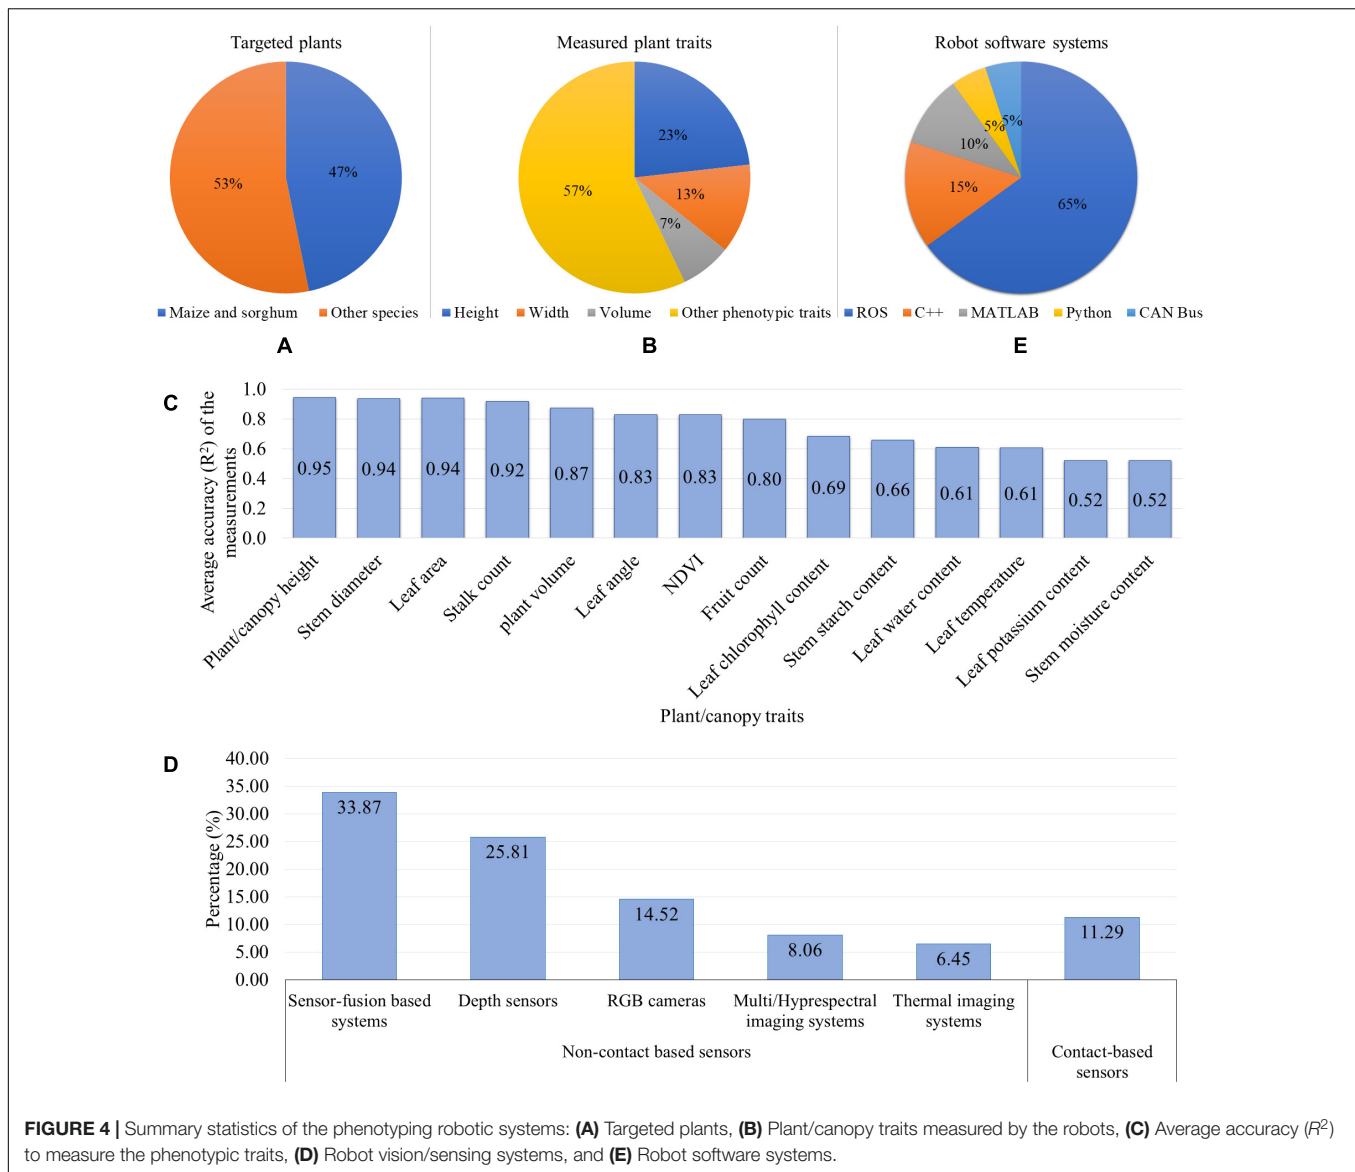 Targeted plants
53%
47%
Maize and sorghum
Other species
A
Measured plant traits
23%
13%
7%
57%
Height
Width
Volume
Other phenotypic traits
B
Robot software systems
5%
5%
10%
15%
65%
ROS
C++
MATLAB
Python
CAN Bus
E
C
Average accuracy (R²) of the
measurements
1.0
0.8
0.6
0.4
0.2
0.0
0.95
0.94
0.94
0.92
0.87
0.83
0.83
0.80
0.69
0.66
0.61
0.61
0.52
0.52
Plant/canopy height
Stem diameter
Leaf area
Stalk count
plant volume
Leaf angle
NDVI
Fruit count
Leaf chlorophyll content
Stem starch content
Leaf water content
Leaf temperature
Leaf potassium content
Stem moisture content
Plant/canopy traits
D
Percentage (%)
40.00
35.00
30.00
25.00
20.00
15.00
10.00
5.00
0.00
33.87
25.81
14.52
8.06
6.45
11.29
Sensor-fusion based
systems
Depth sensors
RGB cameras
Multi/Hyprespectral
imaging systems
Thermal imaging
systems
Non-contact based sensors
Contact-based
sensors
FIGURE 4 | Summary statistics of the phenotyping robotic systems: (A) Targeted plants, (B) Plant/canopy traits measured by the robots, (C) Average accuracy (R²)
to measure the phenotypic traits, (D) Robot vision/sensing systems, and (E) Robot software systems.